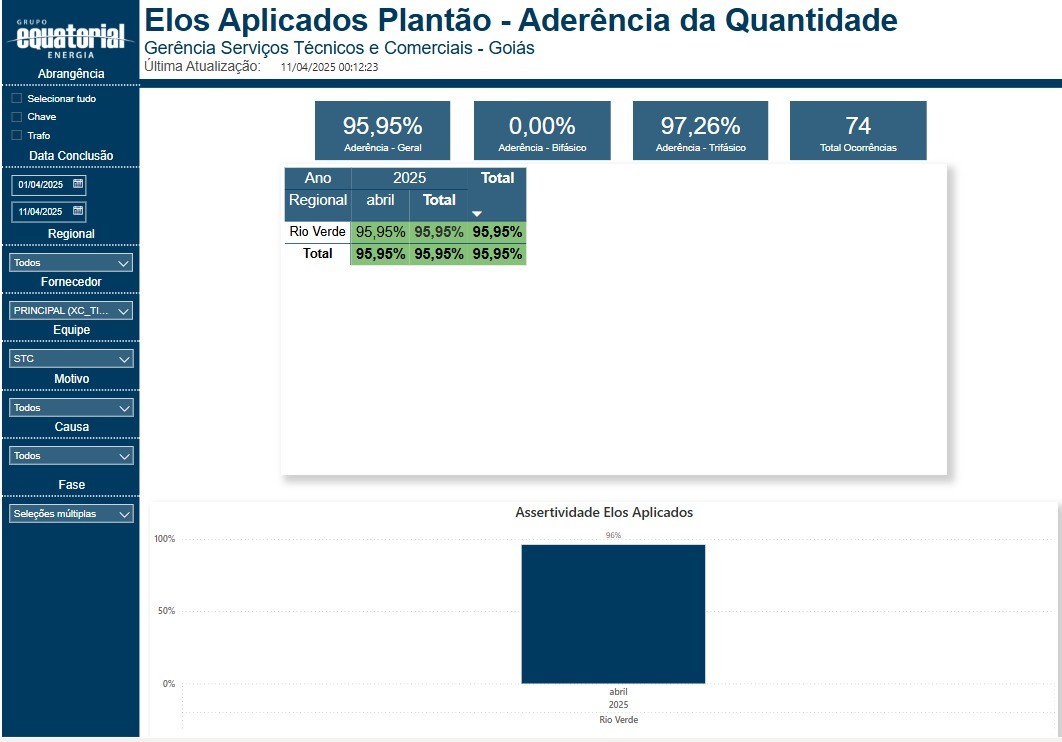 GRUPO
equatorial
ENERGIA
Elos Aplicados Plantão - Aderência da Quantidade
Gerência Serviços Técnicos e Comerciais - Goiás
Última Atualização: 11/04/2025 00:12:23
Abrangência
Selecionar tudo
Chave
Trafo
Data Conclusão
01/04/2025
11/04/2025
Regional
Todos
Fornecedor
PRINCIPAL (XC_TI...
Equipe
STC
Motivo
Todos
Causa
Todos
Fase
Seleções múltiplas
95,95%
Aderência - Geral
0,00%
Aderência - Bifásico
97,26%
Aderência - Trifásico
74
Total Ocorrências
Ano 2025 Total
Regional abril Total
Rio Verde 95,95% 95,95% 95,95%
Total 95,95% 95,95% 95,95%
Assertividade Elos Aplicados
96%
100%
50%
0%
abril
2025
Rio Verde